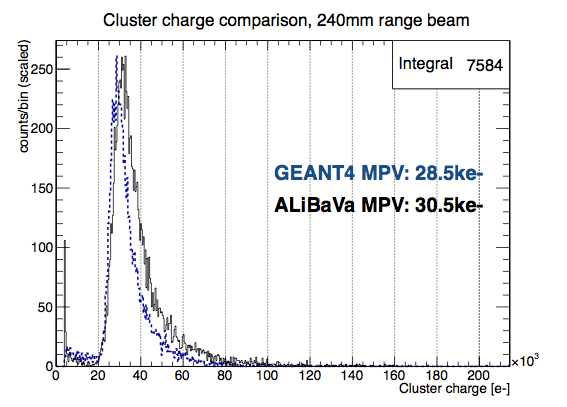 Cluster charge comparison, 240mm range beam
counts/bin (scaled)
Integral 7584
250
200
150
100
50
0
GEANT4 MPV: 28.5ke-
ALiBaVa MPV: 30.5ke-
0 20 40 60 80 100 120 140 160 180 200
×10³
Cluster charge [e-]